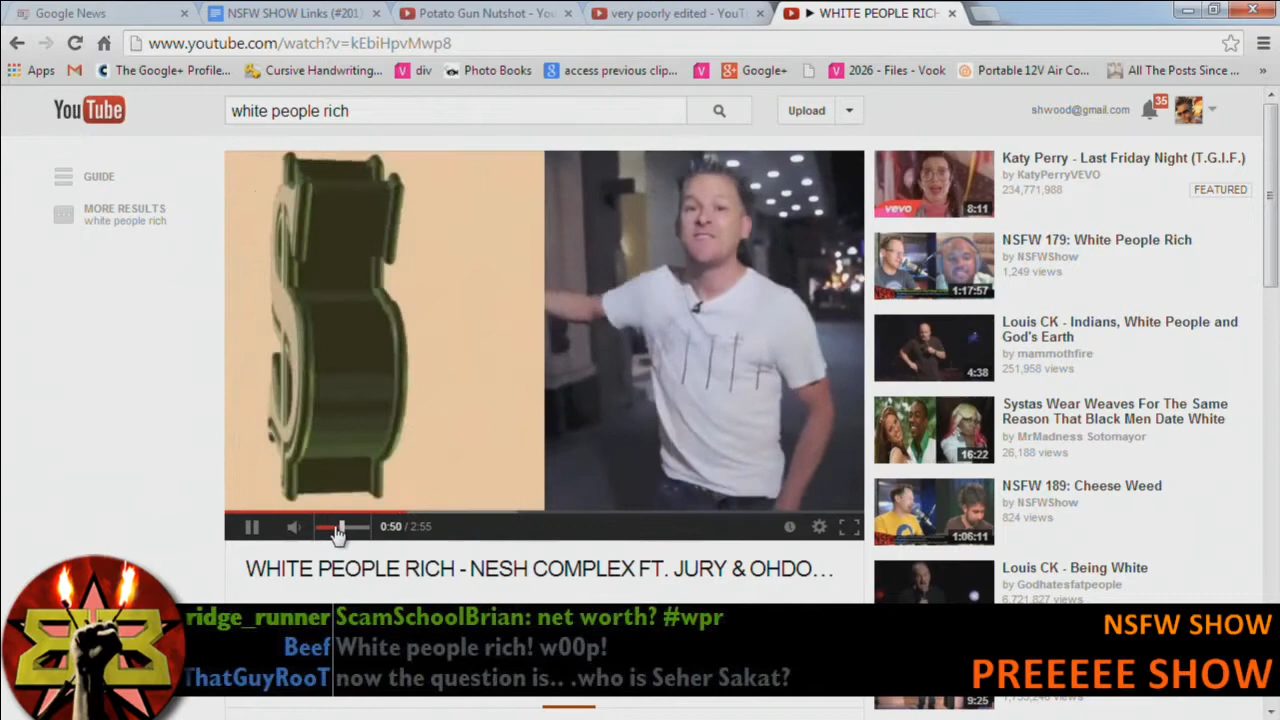 Google News
NSFW SHOW Links (#201
Potato Gun Nutshot - You
very poorly edited - YouT
▶ WHITE PEOPLE RICH
www.youtube.com/watch?v=kEbiHpvMwp8
Apps
The Google+ Profile...
Cursive Handwriting...
div
Photo Books
access previous clip...
Google+
2026 - Files - Vook
Portable 12V Air Co...
All The Posts Since ...
»
YouTube
white people rich
Upload
shwood@gmail.com
35
GUIDE
MORE RESULTS
white people rich
Katy Perry - Last Friday Night (T.G.I.F.)
by KatyPerryVEVO
234,771,988
FEATURED
vevo
8:11
NSFW 179: White People Rich
by NSFWShow
1,249 views
1:17:57
Louis CK - Indians, White People and
God's Earth
by mammothfire
251,958 views
4:38
Systas Wear Weaves For The Same
Reason That Black Men Date White
by MrMadness Sotomayor
26,188 views
16:22
NSFW 189: Cheese Weed
by NSFWShow
824 views
1:06:11
Louis CK - Being White
by Godhatesfatpeople
6,721,827 views
0:50 / 2:55
WHITE PEOPLE RICH - NESH COMPLEX FT. JURY & OHDO...
ridge_runner ScamSchoolBrian: net worth? #wpr
Beef White people rich! w00p!
ThatGuyRooT now the question is.. .who is Seher Sakat?
NSFW SHOW
PREEEEE SHOW
9:25